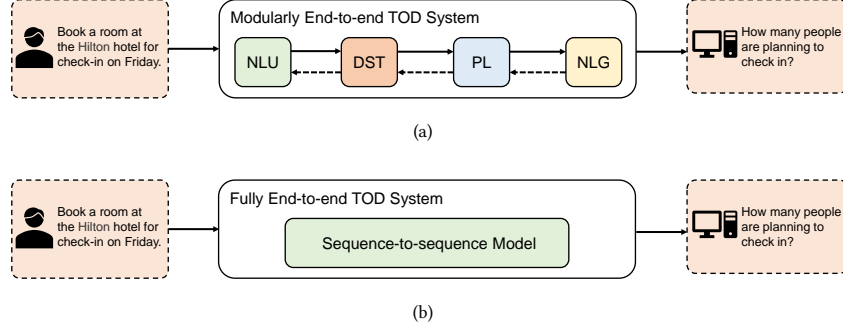 Modularly End-to-end TOD System
Book a room at
the Hilton hotel for
check-in on Friday.
NLU
DST
PL
NLG
How many people
are planning to
check in?
(a)
Fully End-to-end TOD System
Book a room at
the Hilton hotel for
check-in on Friday.
Sequence-to-sequence Model
How many people
are planning to
check in?
(b)